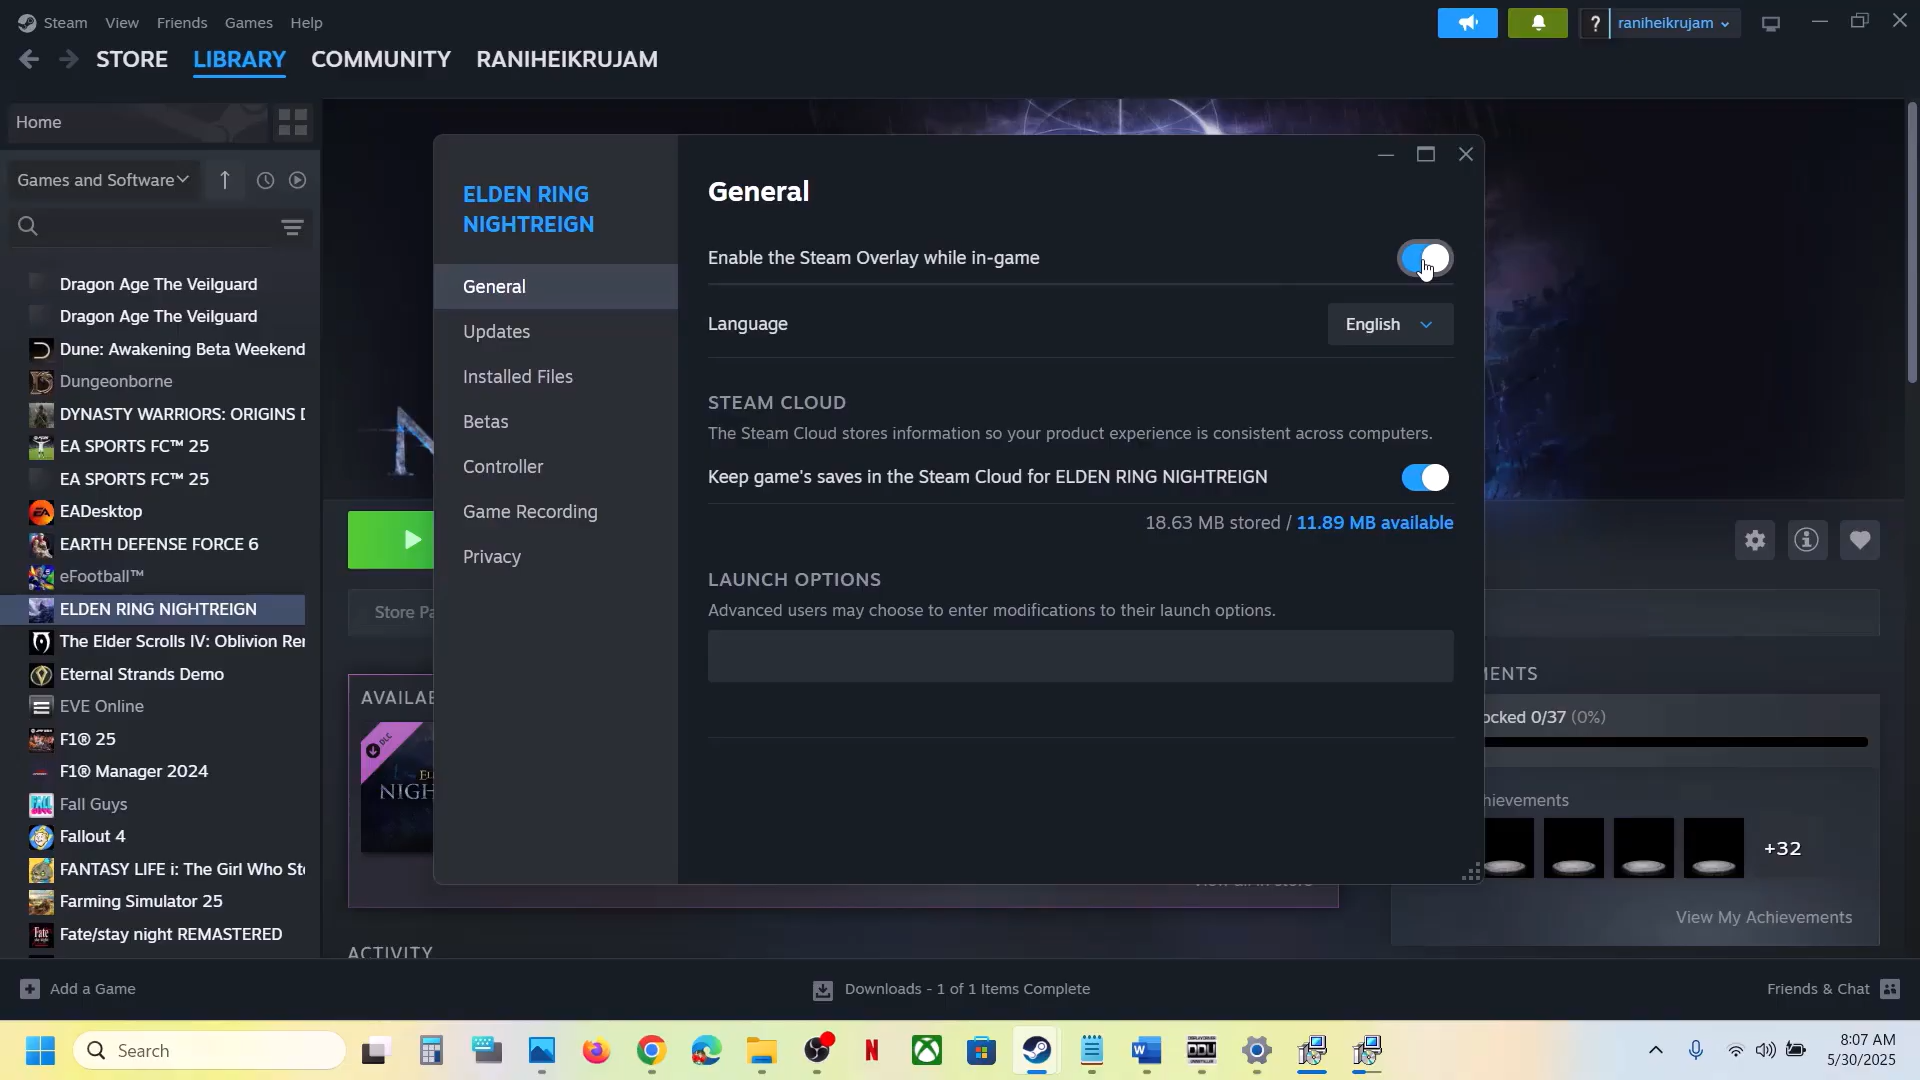 Steam View Friends Games Help
? raniheikrujam
STORE LIBRARY COMMUNITY RANIHEIKRUJAM
Home
Games and Software
Dragon Age The Veilguard
Dragon Age The Veilguard
Dune: Awakening Beta Weekend
Dungeonborne
DYNASTY WARRIORS: ORIGINS D
EA SPORTS FC™ 25
EA SPORTS FC™ 25
EADesktop
EARTH DEFENSE FORCE 6
eFootball™
ELDEN RING NIGHTREIGN
The Elder Scrolls IV: Oblivion Rer
Eternal Strands Demo
EVE Online
F1® 25
F1® Manager 2024
Fall Guys
Fallout 4
FANTASY LIFE i: The Girl Who Ste
Farming Simulator 25
Fate/stay night REMASTERED
ELDEN RING
NIGHTREIGN
General
Updates
Installed Files
Betas
Controller
Game Recording
Privacy
General
Enable the Steam Overlay while in-game
Language English
STEAM CLOUD
The Steam Cloud stores information so your product experience is consistent across computers.
Keep game's saves in the Steam Cloud for ELDEN RING NIGHTREIGN
18.63 MB stored / 11.89 MB available
LAUNCH OPTIONS
Advanced users may choose to enter modifications to their launch options.
Store Pa
AVAILAB
DLC
NIGH
MENTS
ocked 0/37 (0%)
hievements
+32
View My Achievements
ACTIVITY
Add a Game
Downloads - 1 of 1 Items Complete
Friends & Chat
Search
DDU
8:07 AM
5/30/2025